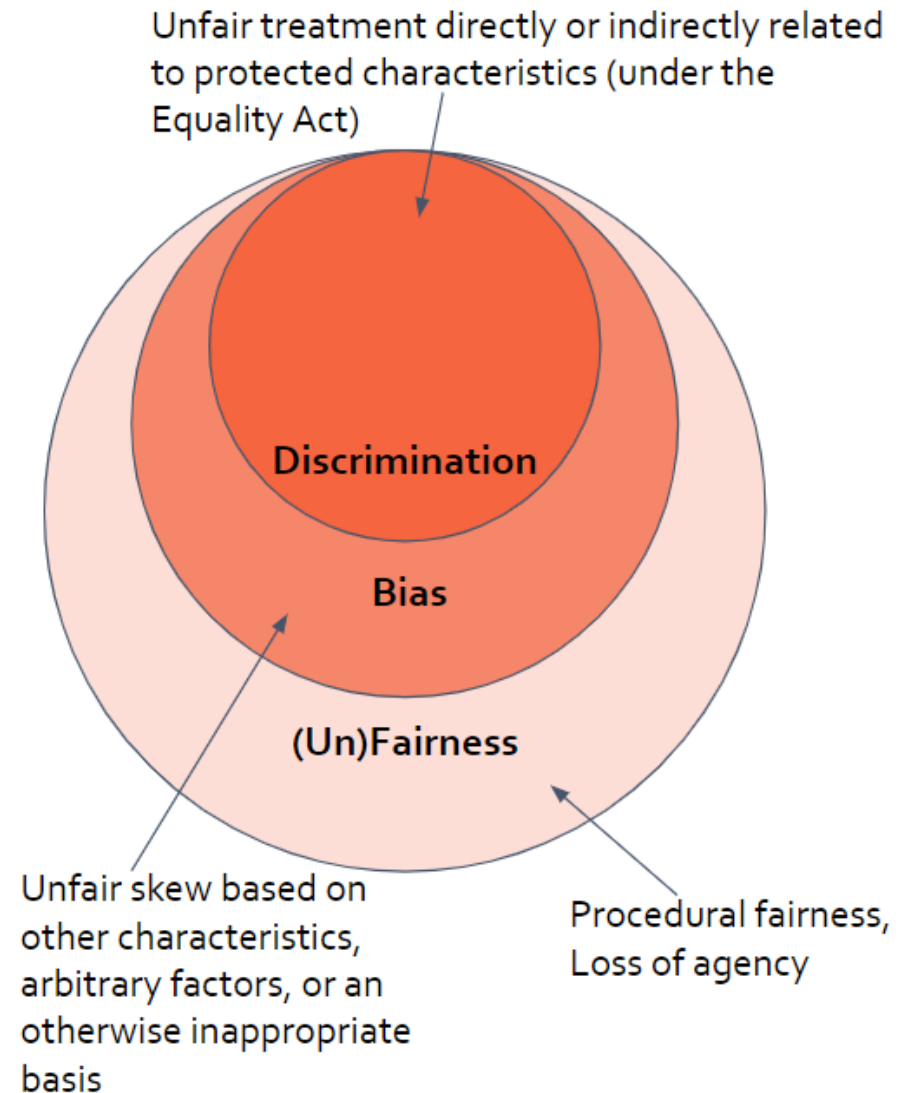 Unfair treatment directly or indirectly related
to protected characteristics (under the
Equality Act)
Discrimination
Bias
(Un)Fairness
Unfair skew based on
other characteristics,
arbitrary factors, or an
otherwise inappropriate
basis
Procedural fairness,
Loss of agency